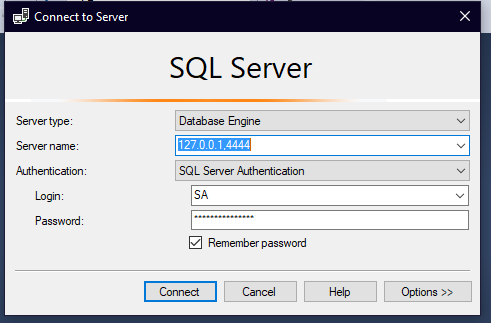 Connect to Server
SQL Server
Server type: Database Engine
Server name: 127.0.0.1,4444
Authentication: SQL Server Authentication
Login: SA
Password: ***************
Remember password
Connect Cancel Help Options >>